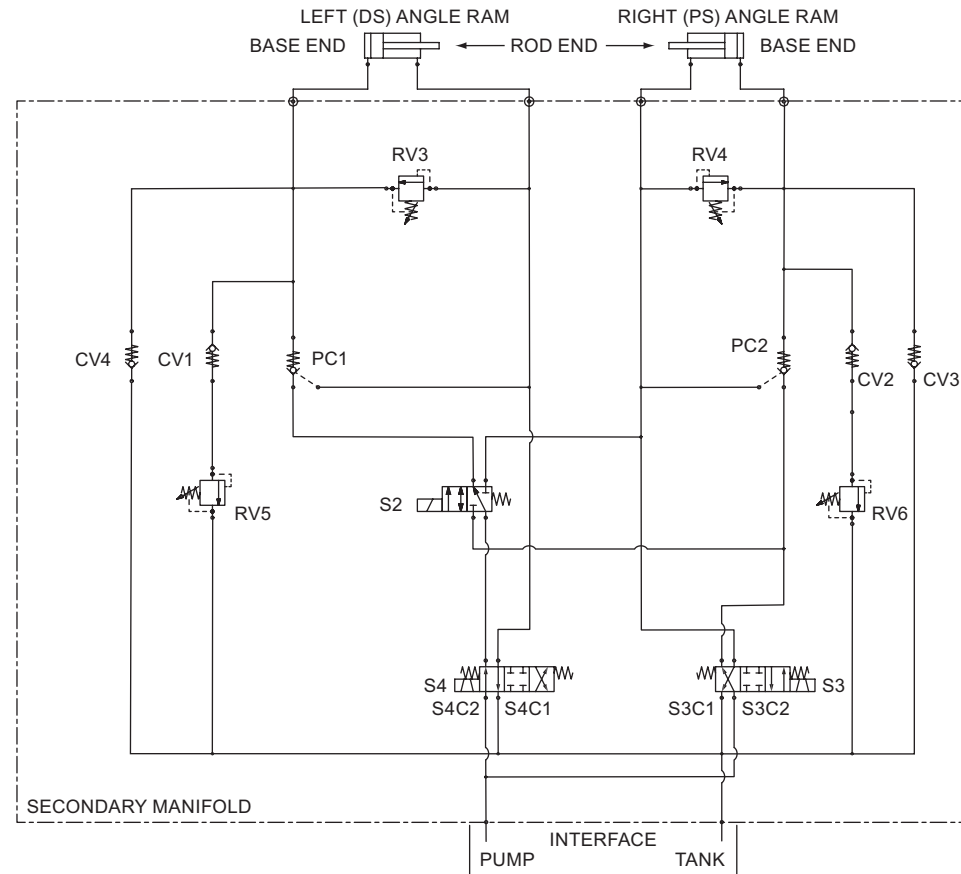 LEFT (DS) ANGLE RAM
RIGHT (PS) ANGLE RAM
BASE END
ROD END
BASE END
RV3
RV4
CV4
CV1
PC1
PC2
CV2
CV3
S2
RV5
RV6
S4
S4C2
S4C1
S3C1
S3C2
S3
SECONDARY MANIFOLD
INTERFACE
PUMP
TANK